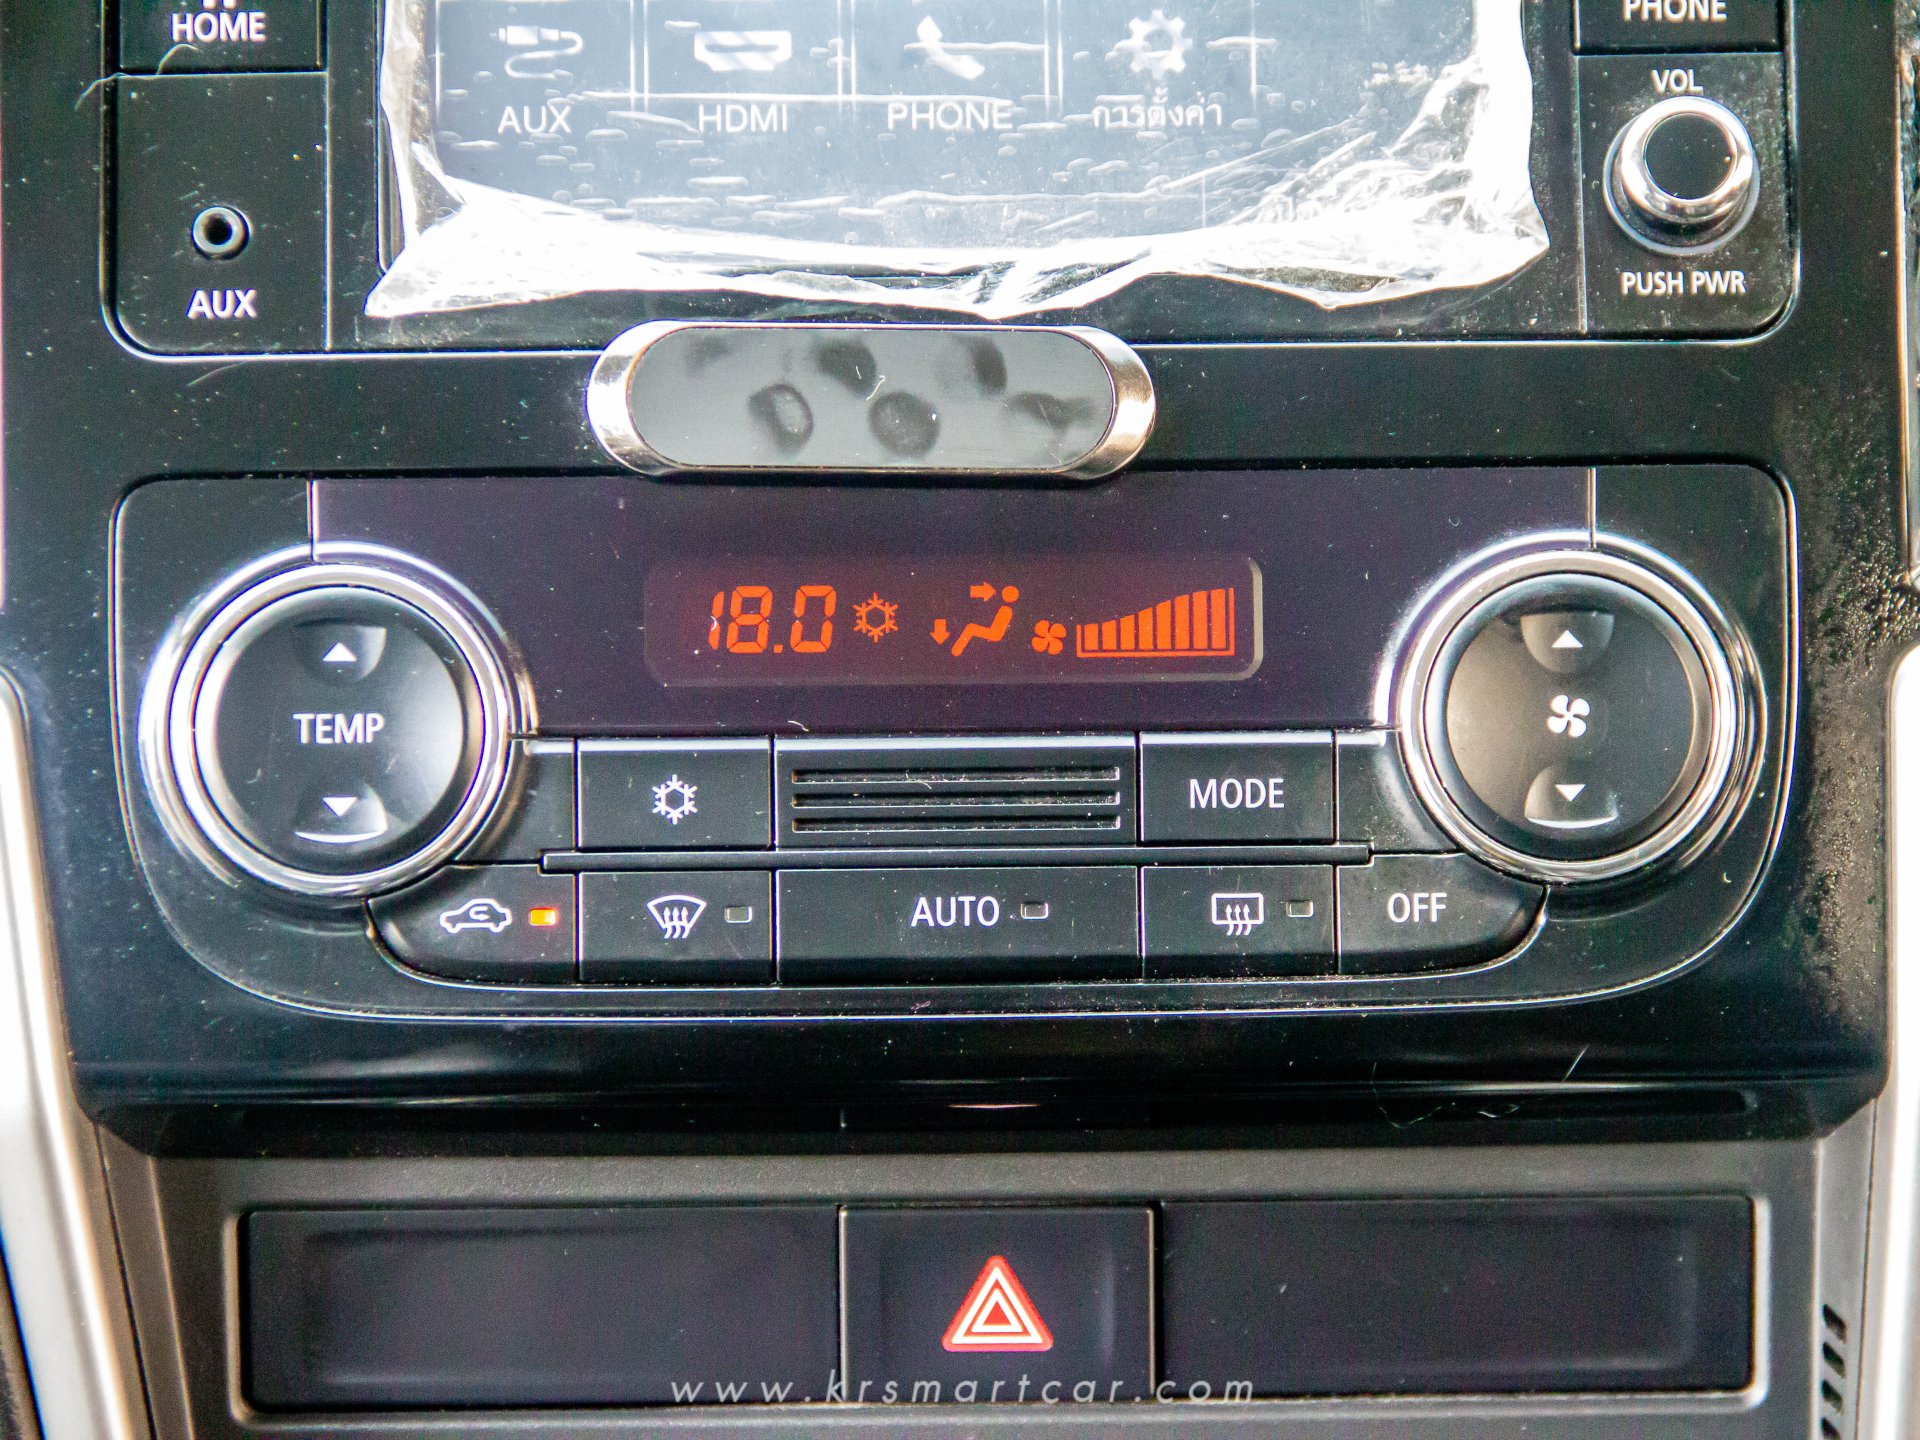 HOME
PHONE
AUX
HDMI
PHONE
การตั้งค่า
VOL
AUX
PUSH PWR
18.0
TEMP
MODE
AUTO
OFF
www.krsmartcar.com